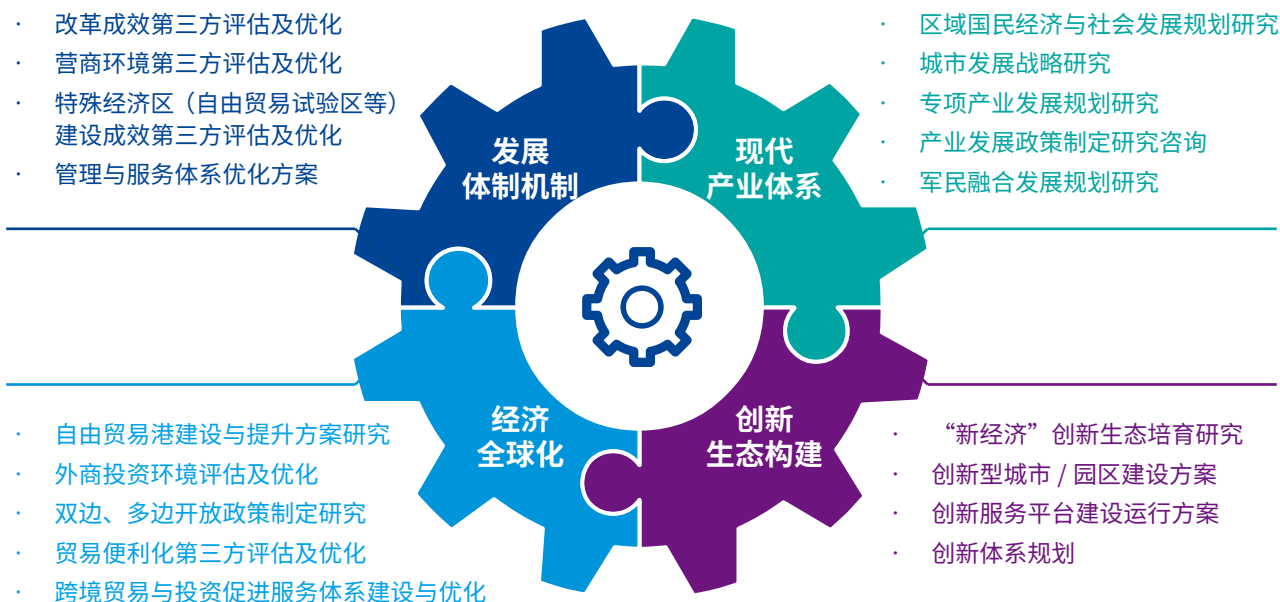 · 改革成效第三方评估及优化
· 营商环境第三方评估及优化
· 特殊经济区（自由贸易试验区等）
建设成效第三方评估及优化
· 管理与服务体系优化方案
发展
体制机制
现代
产业体系
· 区域国民经济与社会发展规划研究
· 城市发展战略研究
· 专项产业发展规划研究
· 产业发展政策制定研究咨询
· 军民融合发展规划研究
经济
全球化
创新
生态构建
· 自由贸易港建设与提升方案研究
· 外商投资环境评估及优化
· 双边、多边开放政策制定研究
· 贸易便利化第三方评估及优化
· 跨境贸易与投资促进服务体系建设与优化
· “新经济”创新生态培育研究
· 创新型城市 / 园区建设方案
· 创新服务平台建设运行方案
· 创新体系规划